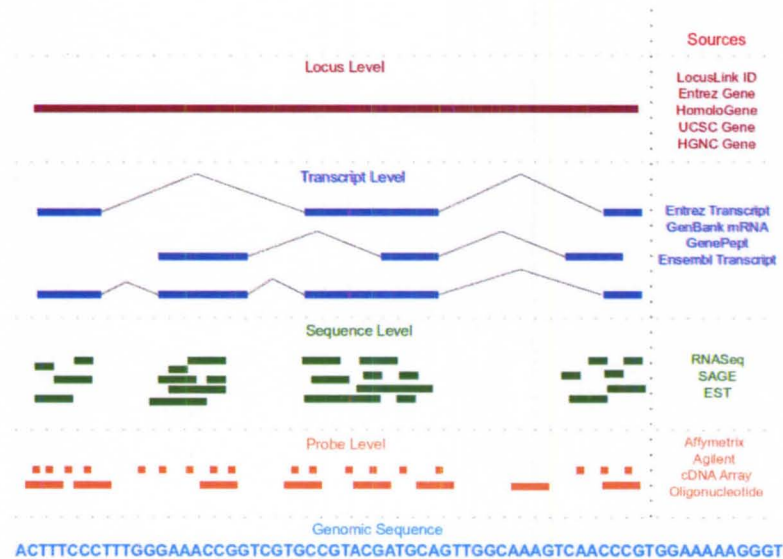 Sources
Locus Level
LocusLink ID
Entrez Gene
HomoloGene
UCSC Gene
HGNC Gene
Transcript Level
Entrez Transcript
GenBank mRNA
GenePept
Ensembl Transcript
Sequence Level
RNASeq
SAGE
EST
Probe Level
Affymetrix
Agilent
cDNA Array
Oligonucleotide
Genomic Sequence
ACTTTCCCTTTGGGAAACCGGTCGTGCCGTACGATGCAGTTGGCAAAGTCAACCCGTGGAAAAAGGGT